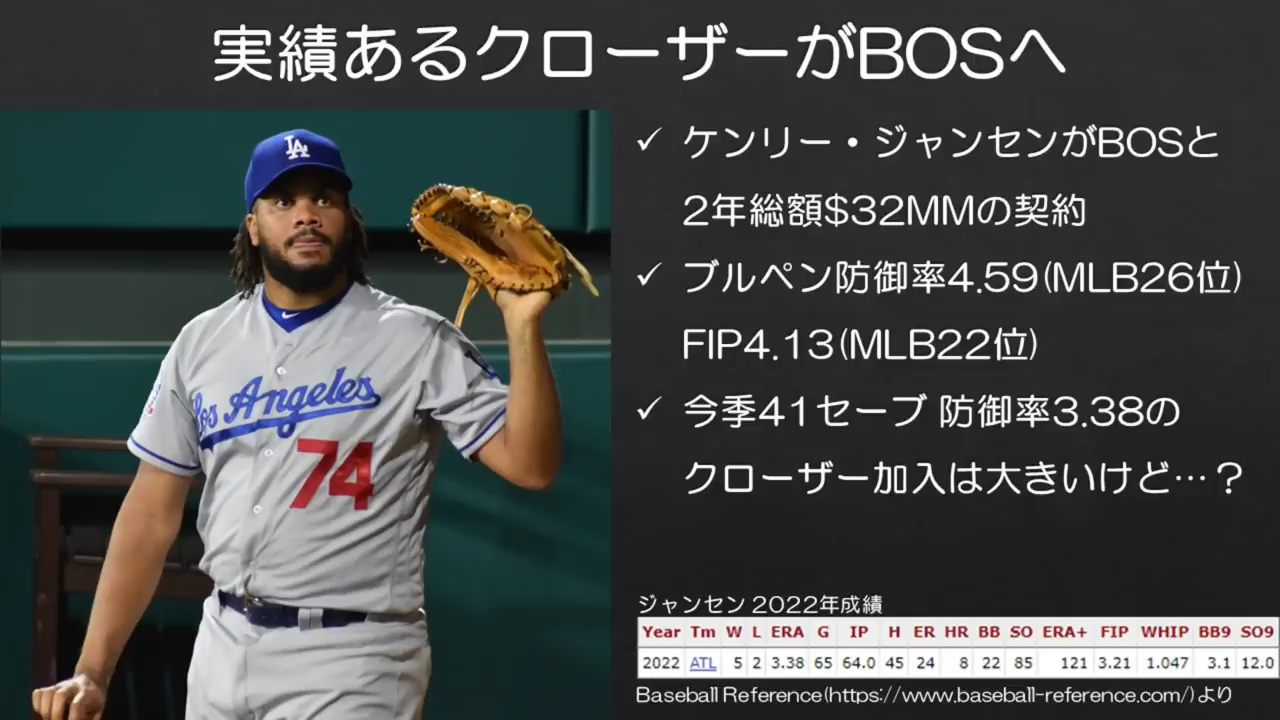 実績あるクローザーがBOSへ
✓ ケンリー・ジャンセンがBOSと
2年総額$32MMの契約
✓ ブルペン防御率4.59(MLB26位)
FIP4.13(MLB22位)
✓ 今季41セーブ 防御率3.38の
クローザー加入は大きいけど…？
LA
Los Angeles
74
ジャンセン 2022年成績
Year Tm W L ERA G IP H ER HR BB SO ERA+ FIP WHIP BB9 SO9
2022 ATL 5 2 3.38 65 64.0 45 24 8 22 85 121 3.21 1.047 3.1 12.0
Baseball Reference(https://www.baseball-reference.com/)より